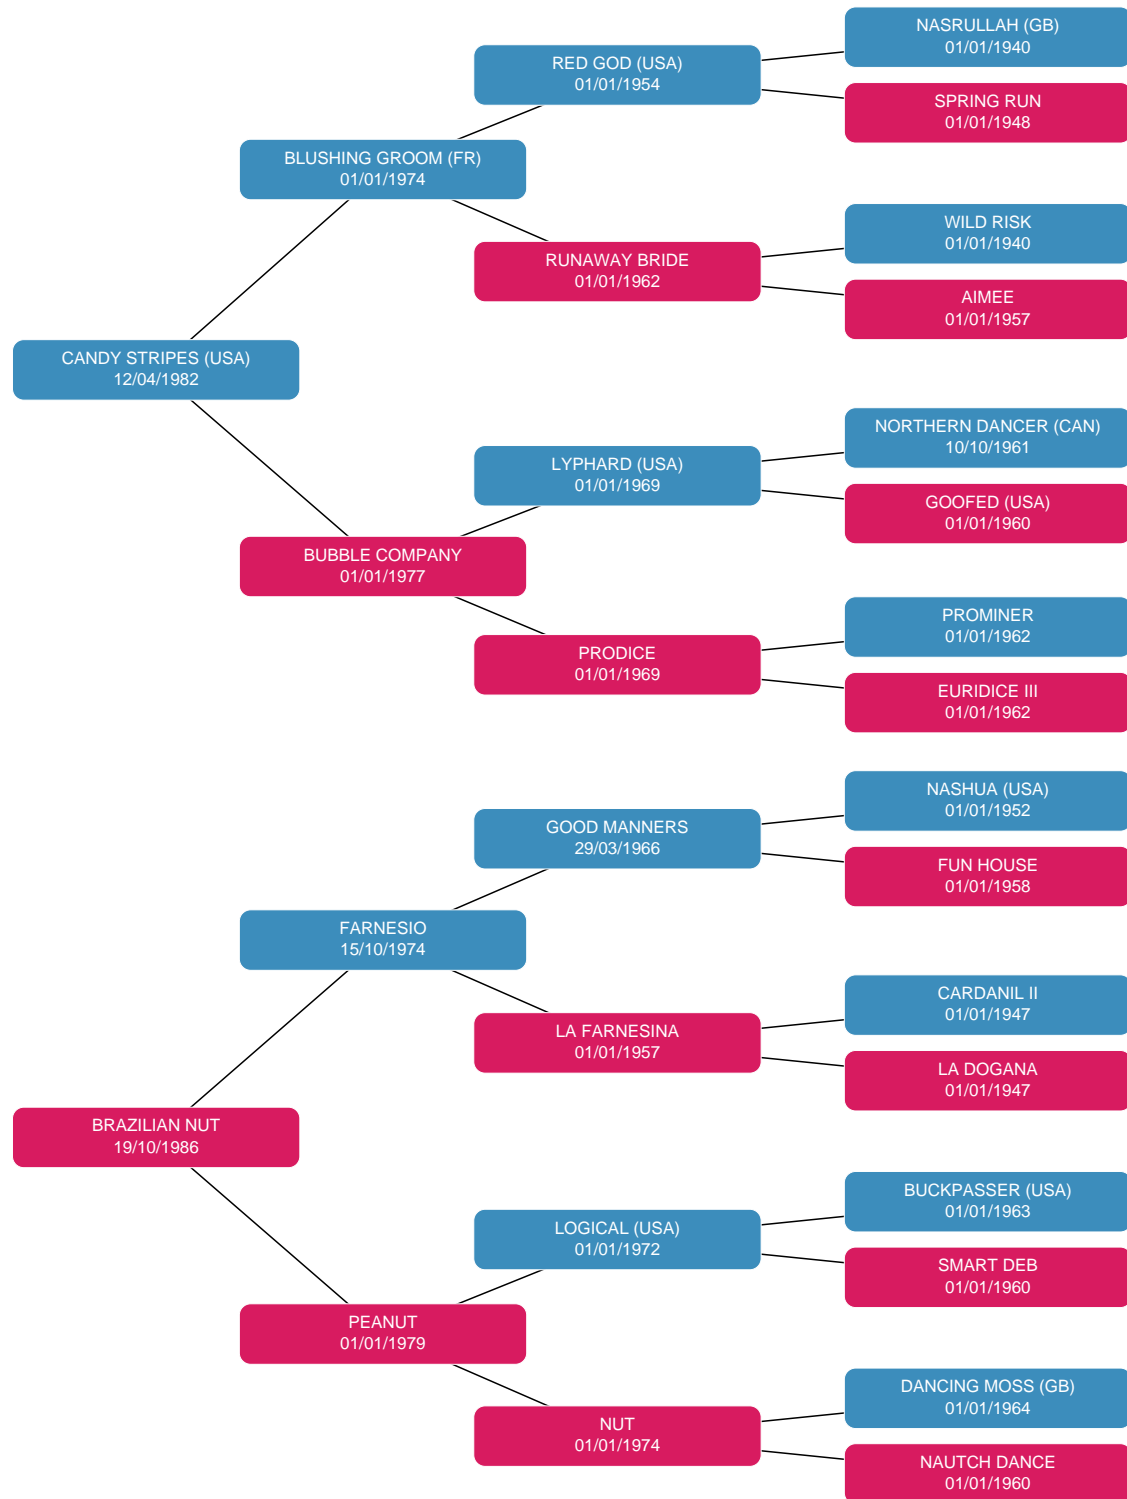 NASRULLAH (GB)
01/01/1940
RED GOD (USA)
01/01/1954
SPRING RUN
01/01/1948
BLUSHING GROOM (FR)
01/01/1974
WILD RISK
01/01/1940
RUNAWAY BRIDE
01/01/1962
AIMEE
01/01/1957
CANDY STRIPES (USA)
12/04/1982
NORTHERN DANCER (CAN)
10/10/1961
LYPHARD (USA)
01/01/1969
GOOFED (USA)
01/01/1960
BUBBLE COMPANY
01/01/1977
PROMINER
01/01/1962
PRODICE
01/01/1969
EURIDICE III
01/01/1962
NASHUA (USA)
01/01/1952
GOOD MANNERS
29/03/1966
FUN HOUSE
01/01/1958
FARNESIO
15/10/1974
CARDANIL II
01/01/1947
LA FARNESINA
01/01/1957
LA DOGANA
01/01/1947
BRAZILIAN NUT
19/10/1986
BUCKPASSER (USA)
01/01/1963
LOGICAL (USA)
01/01/1972
SMART DEB
01/01/1960
PEANUT
01/01/1979
DANCING MOSS (GB)
01/01/1964
NUT
01/01/1974
NAUTCH DANCE
01/01/1960